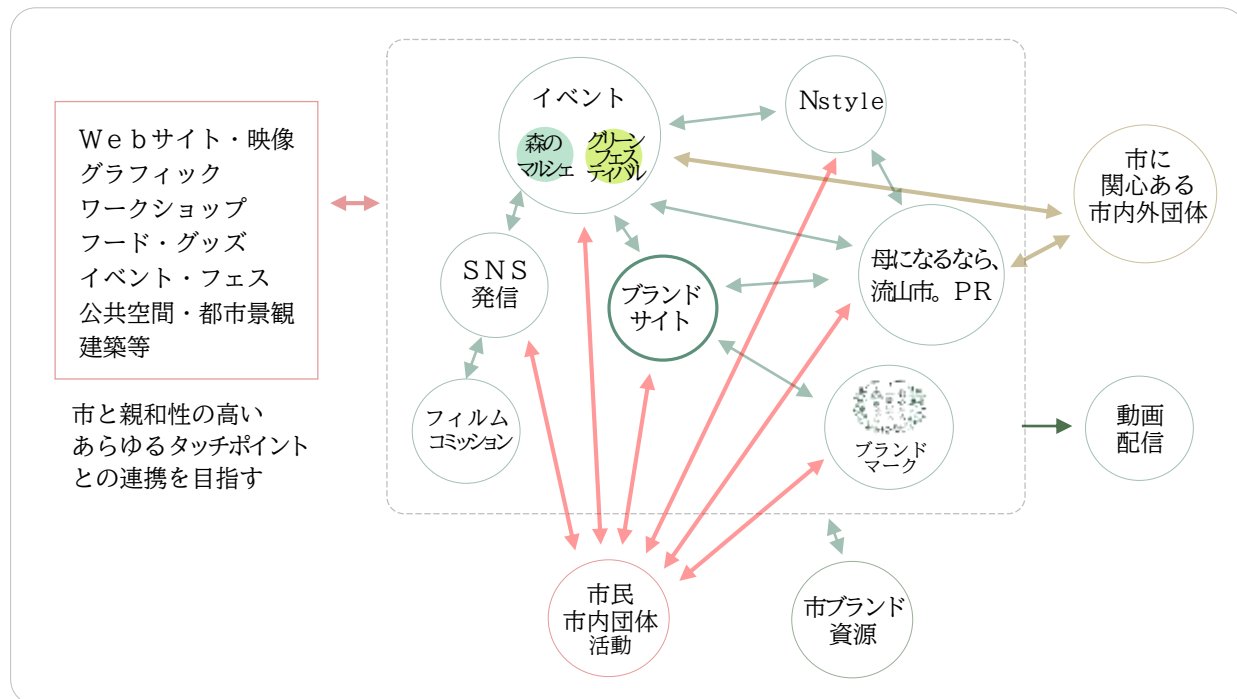 Ｗｅｂサイト・映像
グラフィック
ワークショップ
フード・グッズ
イベント・フェス
公共空間・都市景観
建築等
市と親和性の高い
あらゆるタッチポイント
との連携を目指す
イベント
森の
マルシェ
グリーン
フェス
ティバル
Nstyle
ＳＮＳ
発信
ブランド
サイト
母になるなら、
流山市。ＰＲ
フィルム
コミッション
ブランド
マーク
市に
関心ある
市内外団体
動画
配信
市民
市内団体
活動
市ブランド
資源